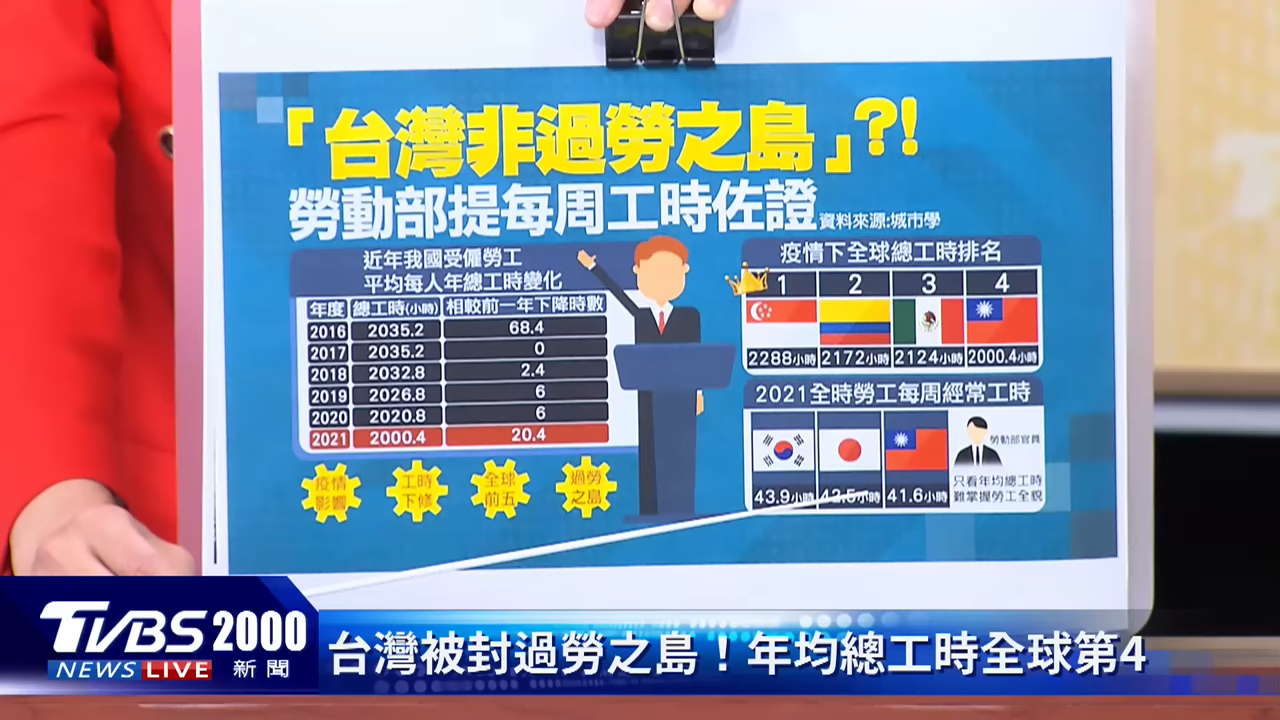 「台灣非過勞之島」?!
勞動部提每周工時佐證
資料來源:城市學
近年我國受僱勞工
平均每人年總工時變化
年度 總工時(小時) 相較前一年下降時數
2016 2035.2 68.4
2017 2035.2 0
2018 2032.8 2.4
2019 2026.8 6
2020 2020.8 6
2021 2000.4 20.4
疫情影響
工時下修
全球前五
過勞之島
疫情下全球總工時排名
1 2 3 4
2288小時 2172小時 2124小時 2000.4小時
2021全時勞工每周經常工時
勞動部官員
43.9小時 42.5小時 41.6小時
只看年均總工時
難掌握勞工全貌
TVBS 2000
NEWS LIVE 新聞
台灣被封過勞之島！年均總工時全球第4